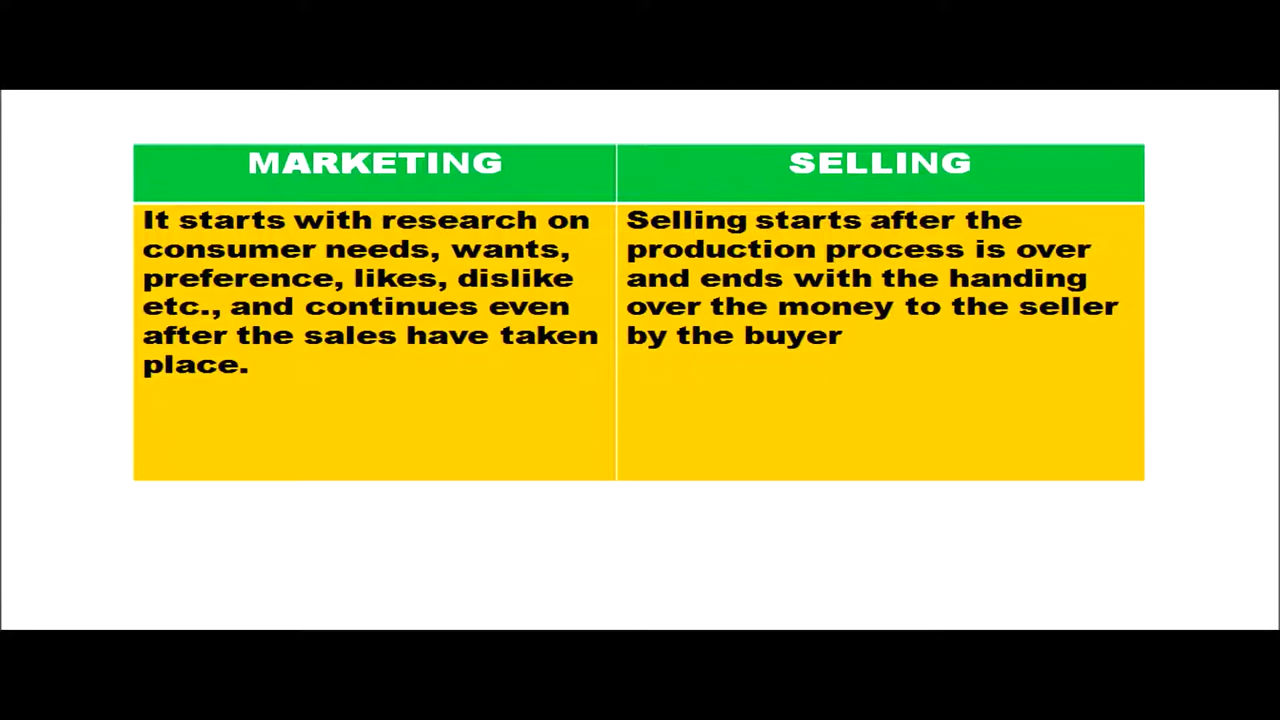 MARKETING
SELLING
It starts with research on
consumer needs, wants,
preference, likes, dislike
etc., and continues even
after the sales have taken
place.
Selling starts after the
production process is over
and ends with the handing
over the money to the seller
by the buyer